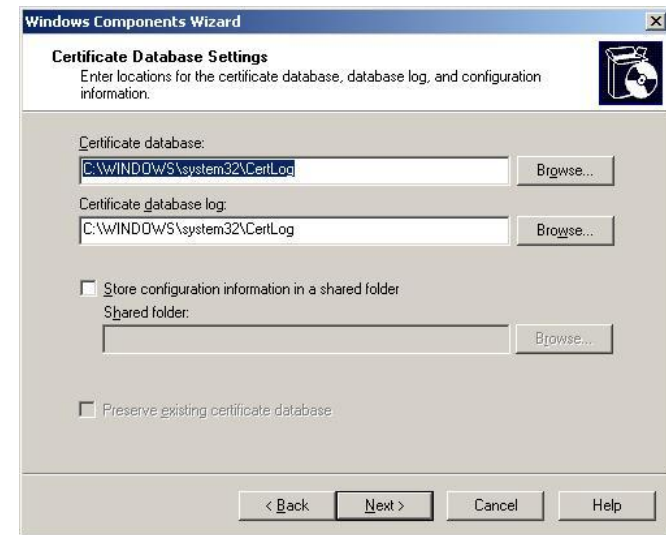 Windows Components Wizard
Certificate Database Settings
Enter locations for the certificate database, database log, and configuration
information.
Certificate database:
C:\WINDOWS\system32\CertLog
Browse...
Certificate database log:
C:\WINDOWS\system32\CertLog
Browse...
Store configuration information in a shared folder
Shared folder:
Browse...
Preserve existing certificate database
< Back Next > Cancel Help